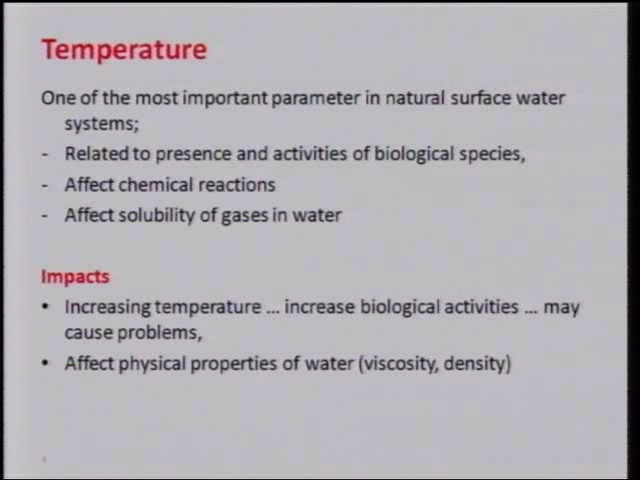 Temperature
One of the most important parameter in natural surface water
systems;
- Related to presence and activities of biological species,
- Affect chemical reactions
- Affect solubility of gases in water
Impacts
• Increasing temperature ... increase biological activities ... may
cause problems,
• Affect physical properties of water (viscosity, density)